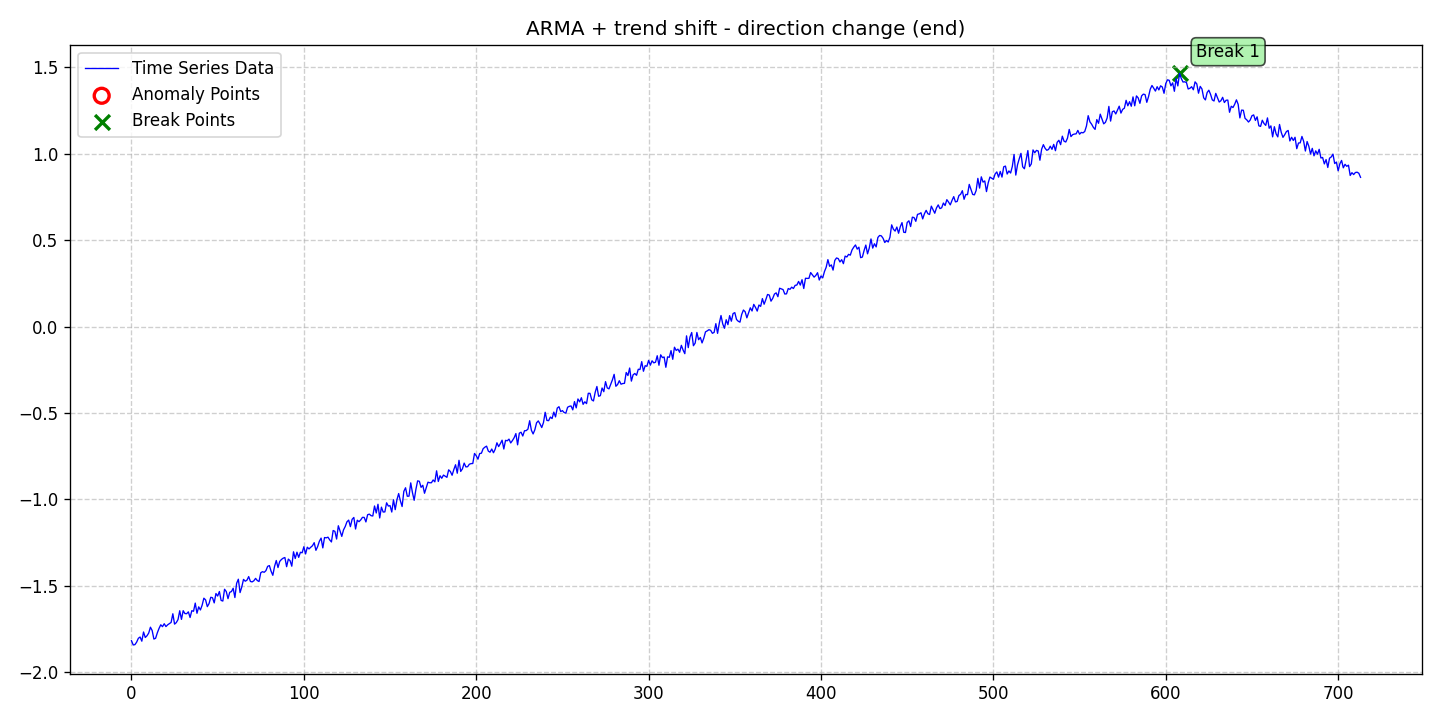 ARMA + trend shift - direction change (end)
Break 1
Time Series Data
Anomaly Points
Break Points
1.5
1.0
0.5
0.0
−0.5
−1.0
−1.5
−2.0
0 100 200 300 400 500 600 700